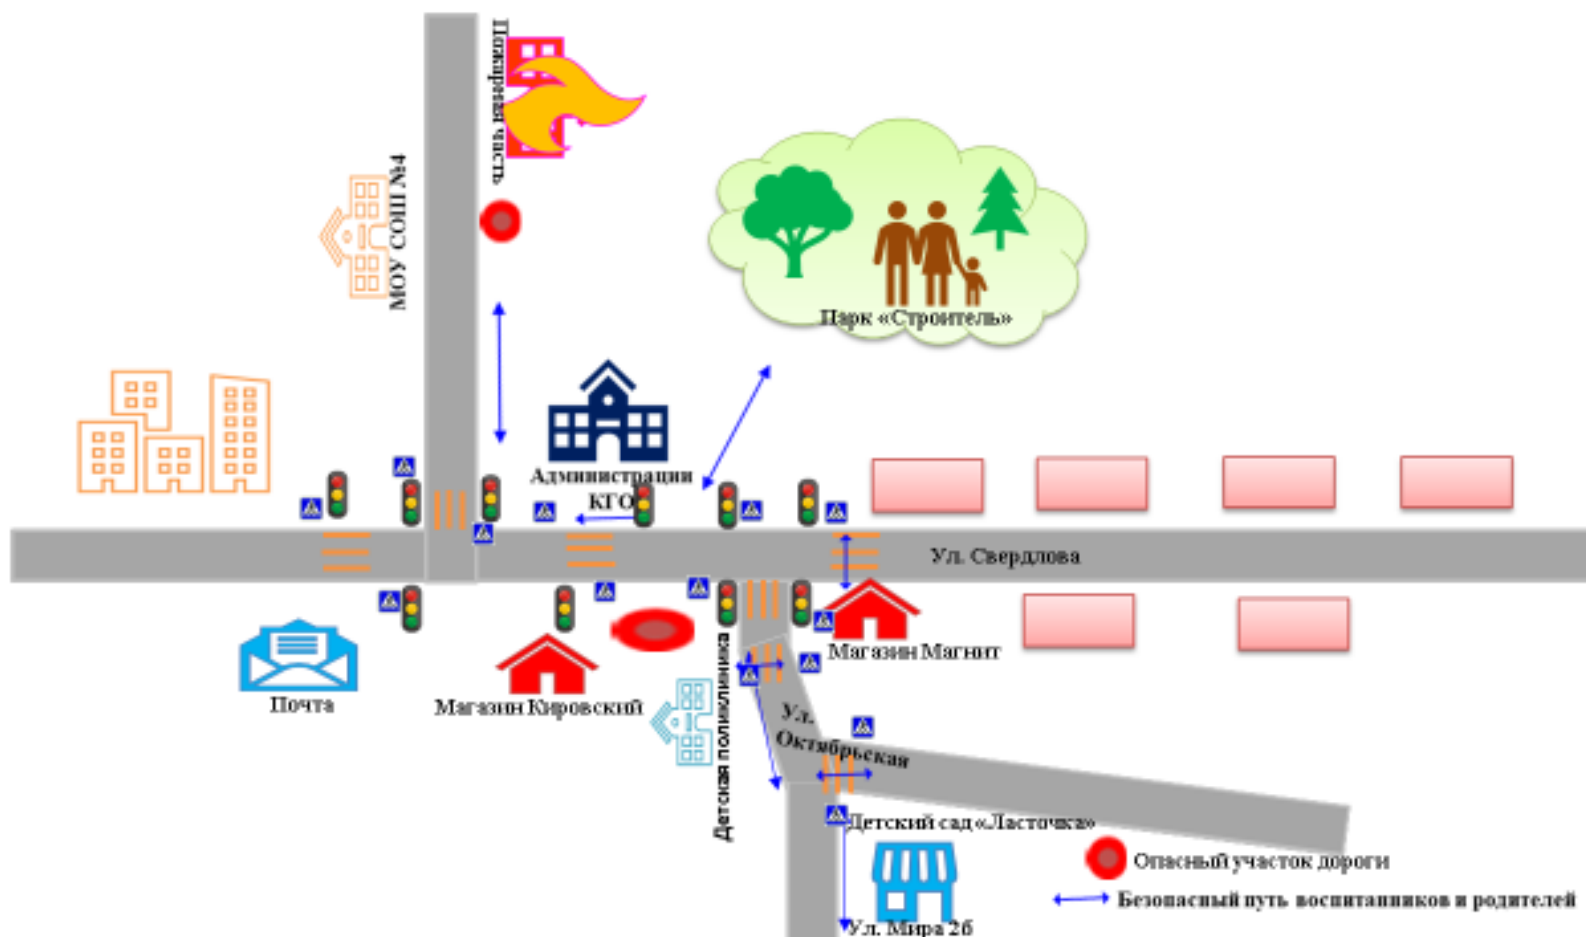 Пожарная часть
МОУ СОШ №4
Парк «Строитель»
Администрации
КГО
Ул. Свердлова
Магазин Магнит
Почта
Магазин Кировский
Детская поликлиника
Ул.
Октябрьская
Детский сад «Ласточка»
Опасный участок дороги
Безопасный путь воспитанников и родителей
Ул. Мира 2б